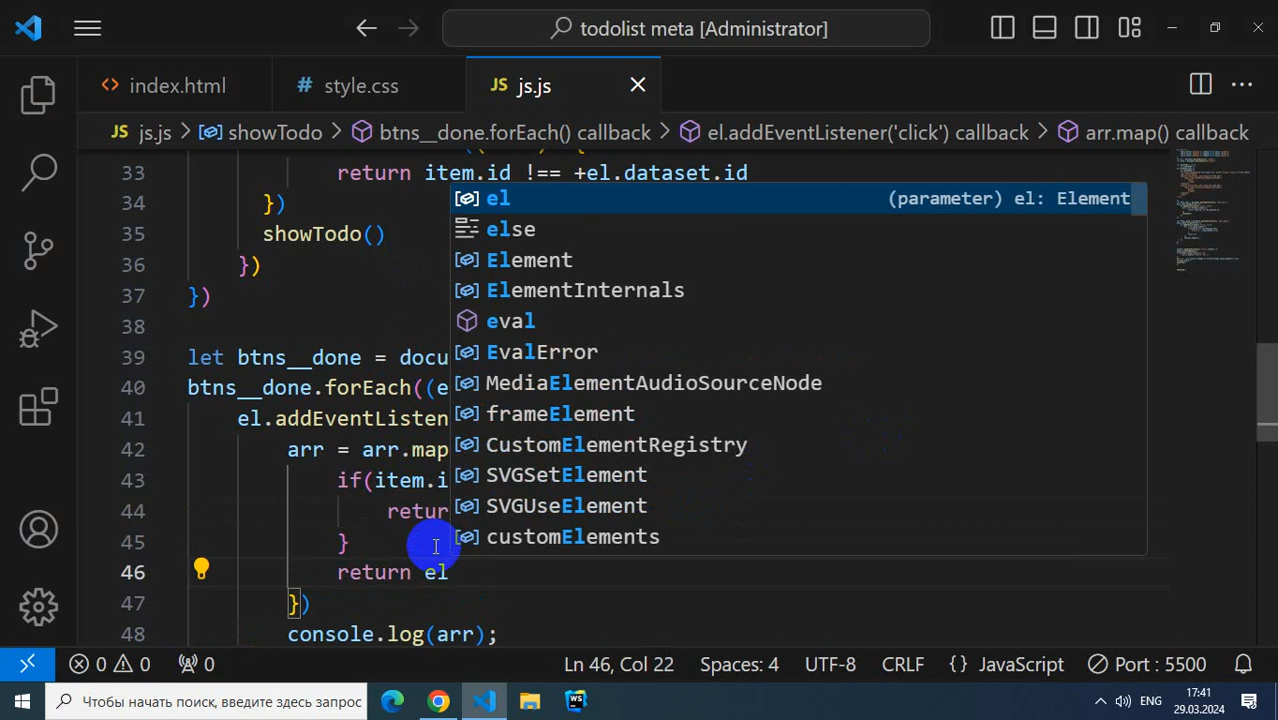 todolist meta [Administrator]
index.html
# style.css
JS js.js
JS js.js > showTodo > btns__done.forEach() callback > el.addEventListener('click') callback > arr.map() callback
33 return item.id !== +el.dataset.id
34 })
35 showTodo()
36 })
37 })
38
39 let btns__done = docu
40 btns__done.forEach((e
41 el.addEventListen
42 arr = arr.map
43 if(item.i
44 retur
45 }
46 return el
47 })
48 console.log(arr);
el (parameter) el: Element
else
Element
ElementInternals
eval
EvalError
MediaElementAudioSourceNode
frameElement
CustomElementRegistry
SVGSetElement
SVGUseElement
customElements
0 0 0 Ln 46, Col 22 Spaces: 4 UTF-8 CRLF {} JavaScript Port : 5500
Чтобы начать поиск, введите здесь запрос
WS
ENG
17:41
29.03.2024